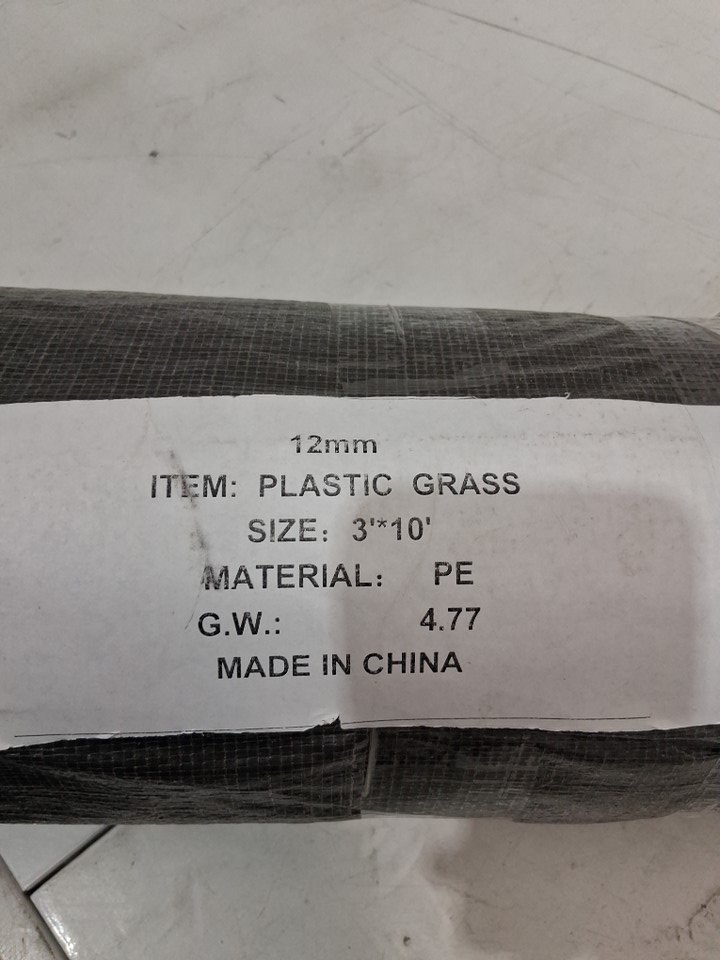 12mm
ITEM: PLASTIC GRASS
SIZE: 3'*10'
MATERIAL: PE
G.W.: 4.77
MADE IN CHINA